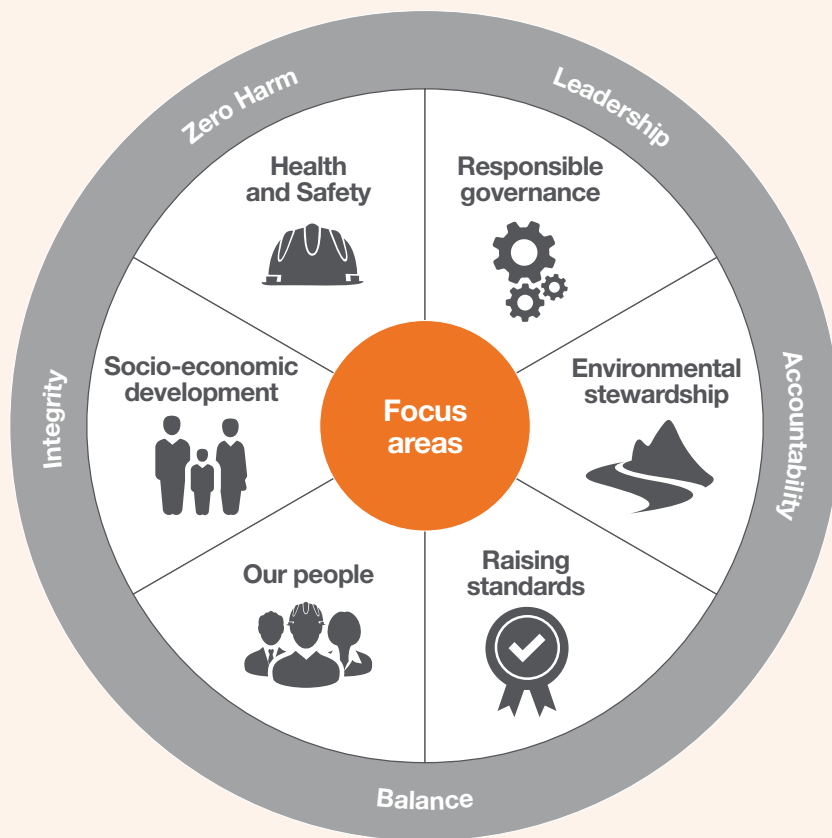 Zero Harm
Leadership
Health
and Safety
Responsible
governance
Socio-economic
development
Environmental
stewardship
Integrity
Accountability
Focus
areas
Our people
Raising
standards
Balance